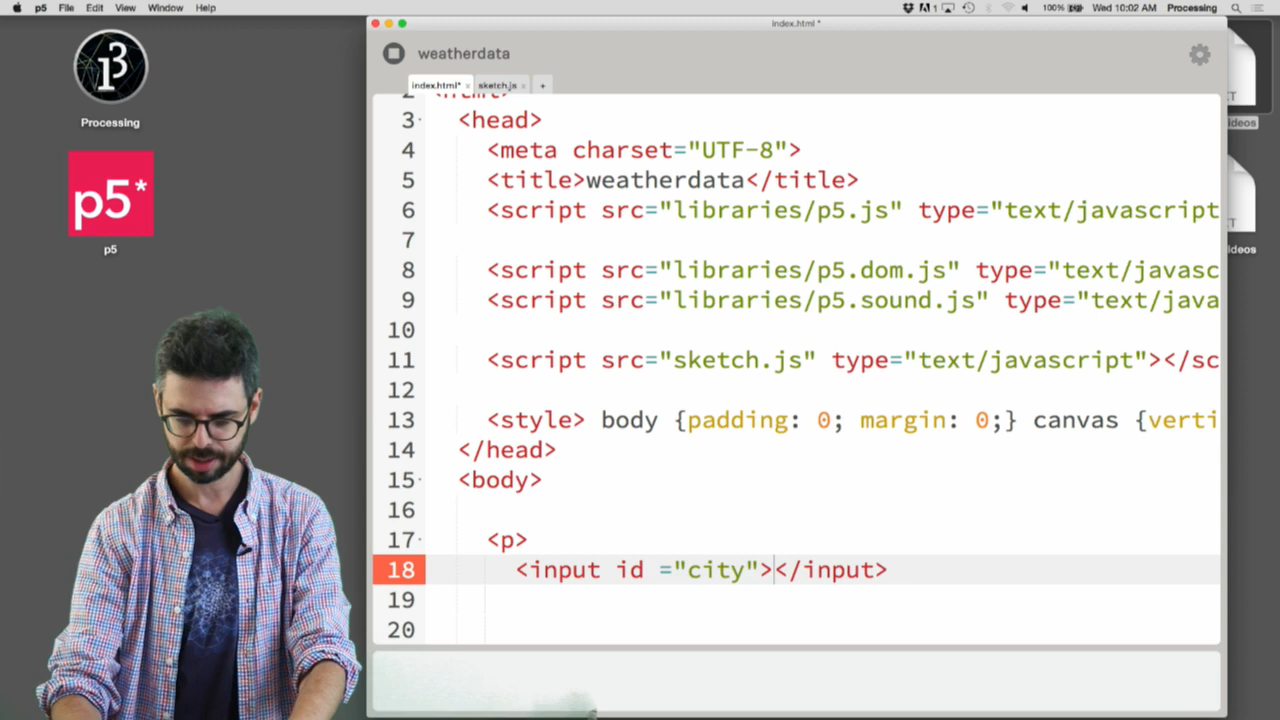 p5 File Edit View Window Help
1 100% Wed 10:02 AM Processing
index.html *
weatherdata
index.html* x sketch.js x +
3 <head>
4 <meta charset="UTF-8">
5 <title>weatherdata</title>
6 <script src="libraries/p5.js" type="text/javascript
7
8 <script src="libraries/p5.dom.js" type="text/javasc
9 <script src="libraries/p5.sound.js" type="text/java
10
11 <script src="sketch.js" type="text/javascript"></sc
12
13 <style> body {padding: 0; margin: 0;} canvas {verti
14 </head>
15 <body>
16
17 <p>
18 <input id ="city"></input>
19
20
Processing
p5*
p5